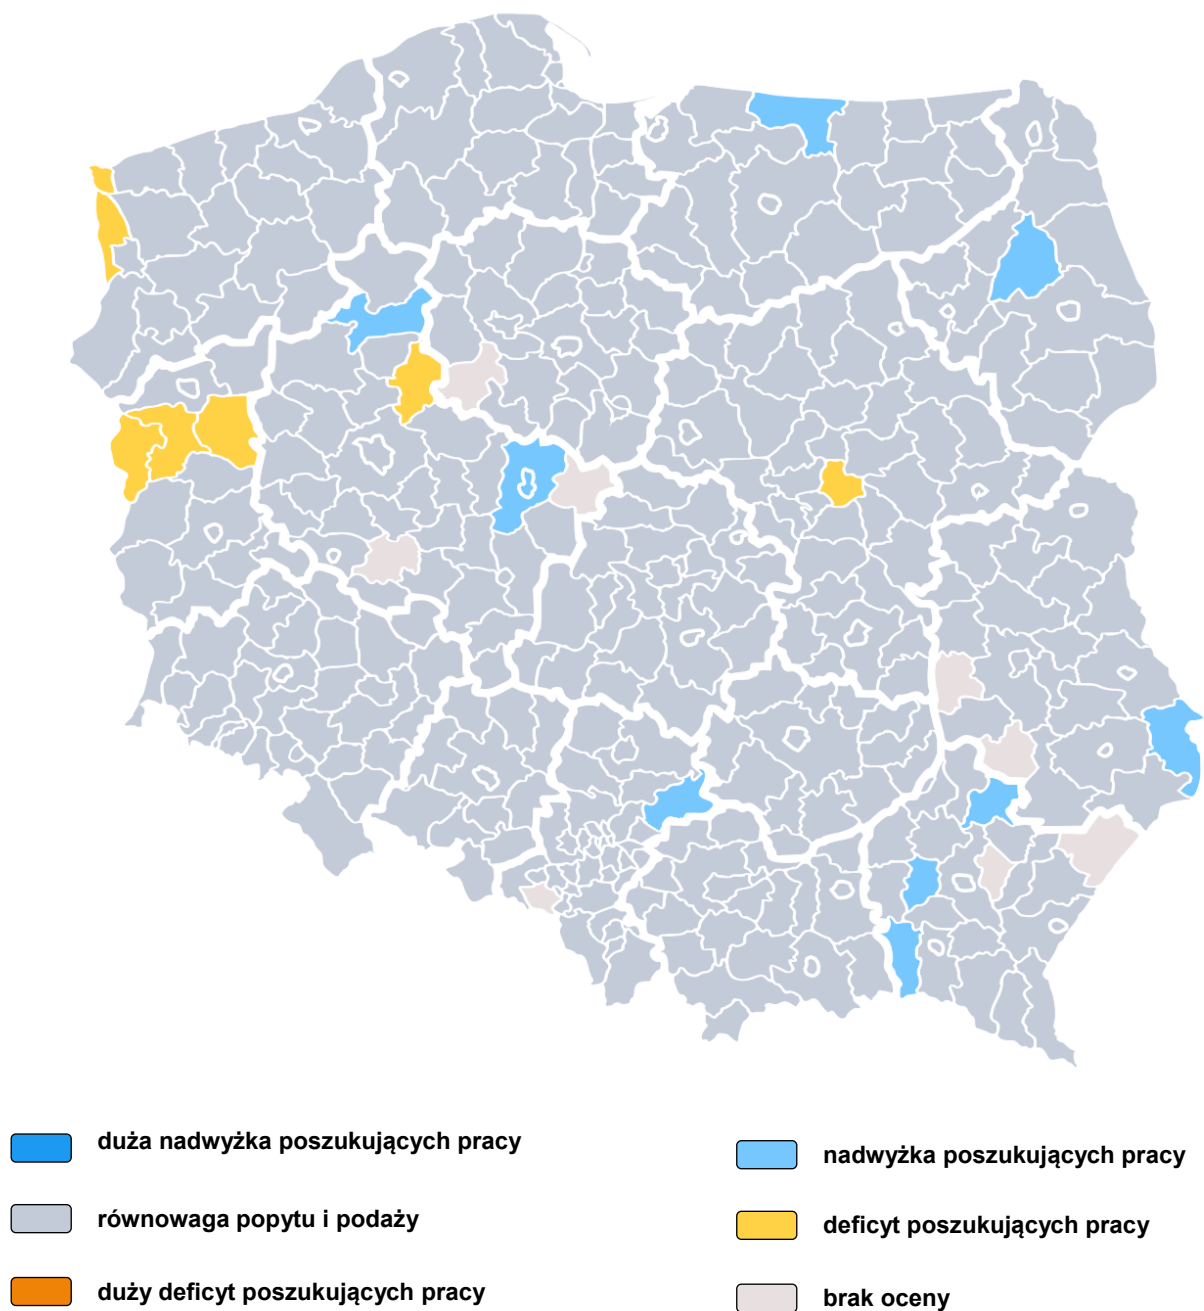 duża nadwyżka poszukujących pracy
nadwyżka poszukujących pracy
równowaga popytu i podaży
deficyt poszukujących pracy
duży deficyt poszukujących pracy
brak oceny